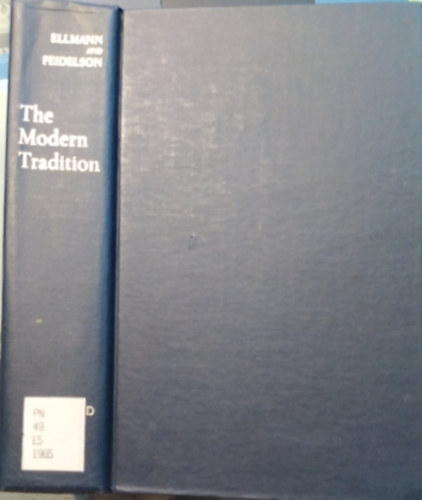 ELLMANN
AND
FEIDELSON
The
Modern
Tradition
D
PN
49
E5
1965